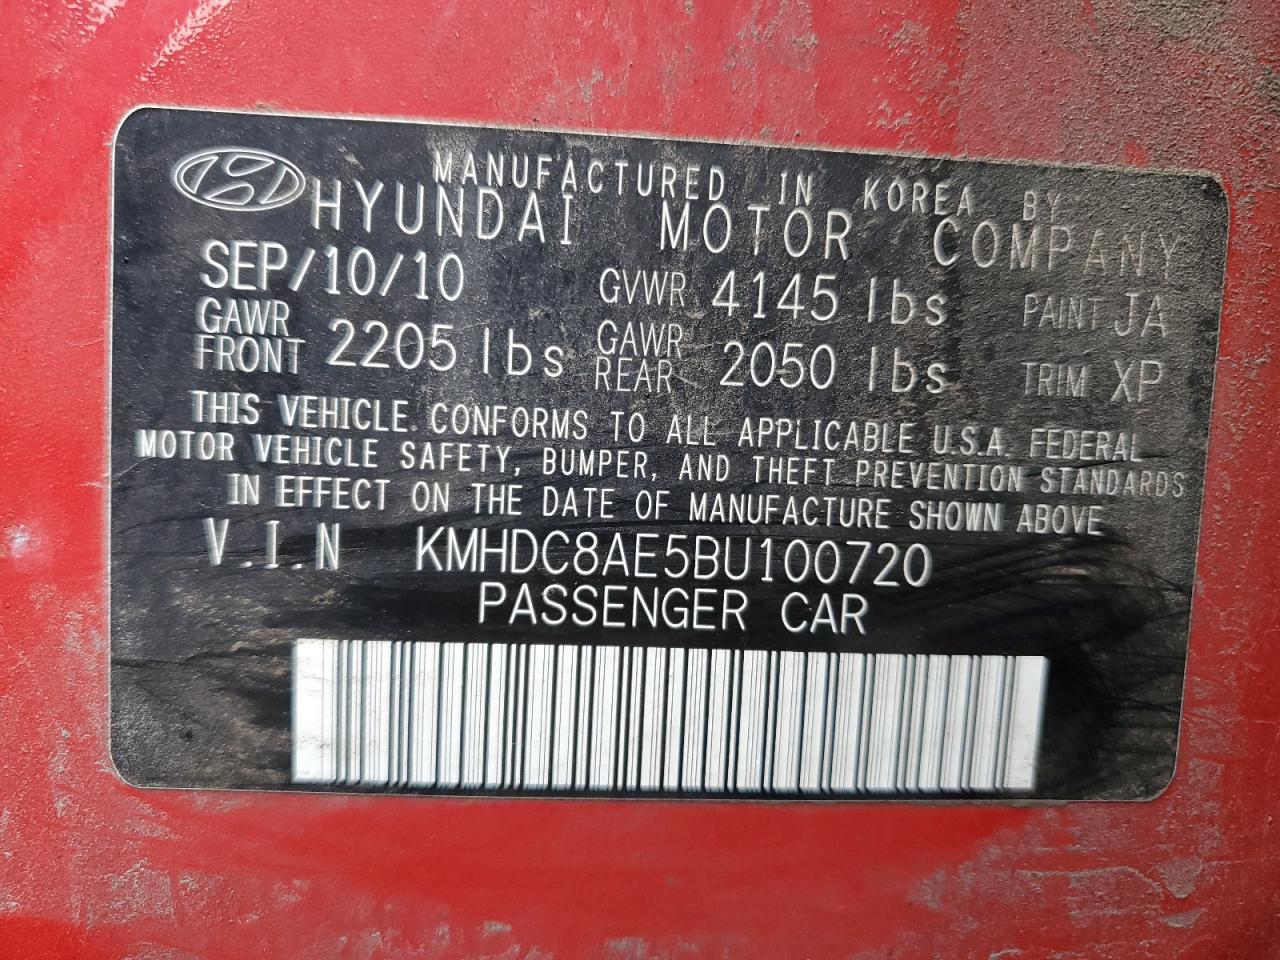 MANUFACTURED IN KOREA BY
HYUNDAI MOTOR COMPANY
SEP/10/10 GVWR 4145 lbs PAINT JA
GAWR FRONT 2205 lbs GAWR REAR 2050 lbs TRIM XP
THIS VEHICLE CONFORMS TO ALL APPLICABLE U.S.A. FEDERAL
MOTOR VEHICLE SAFETY, BUMPER, AND THEFT PREVENTION STANDARDS
IN EFFECT ON THE DATE OF MANUFACTURE SHOWN ABOVE
V.I.N KMHDC8AE5BU100720
PASSENGER CAR